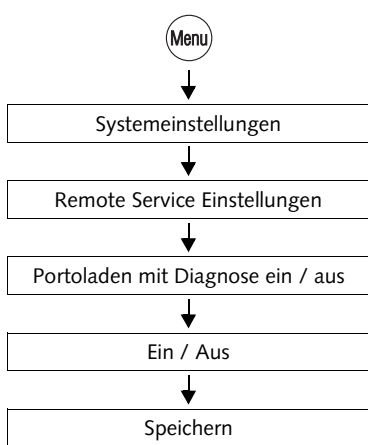 Menu
Systemeinstellungen
Remote Service Einstellungen
Portoladen mit Diagnose ein / aus
Ein / Aus
Speichern